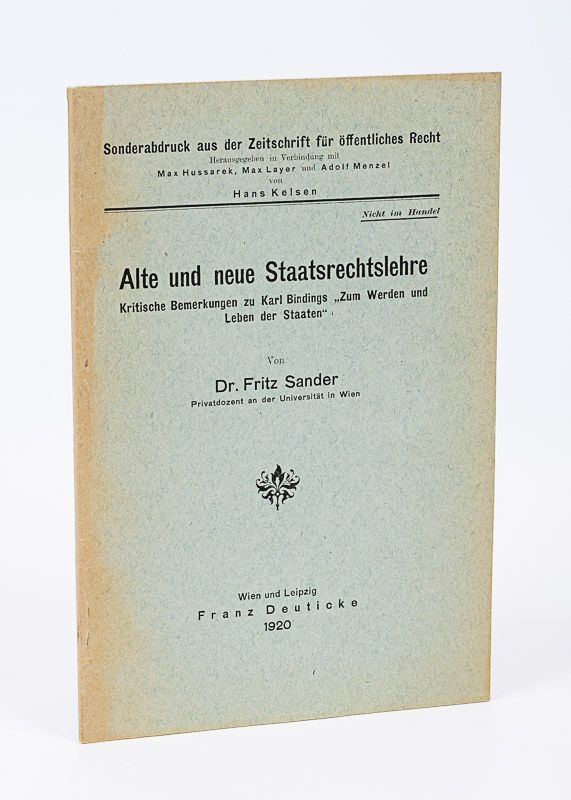 Sonderabdruck aus der Zeitschrift für öffentliches Recht
Herausgegeben in Verbindung mit
Max Hussarek, Max Layer und Adolf Menzel
von
Hans Kelsen
Nicht im Handel
Alte und neue Staatsrechtslehre
Kritische Bemerkungen zu Karl Bindings „Zum Werden und
Leben der Staaten“
Von
Dr. Fritz Sander
Privatdozent an der Universität in Wien
Wien und Leipzig
Franz Deuticke
1920